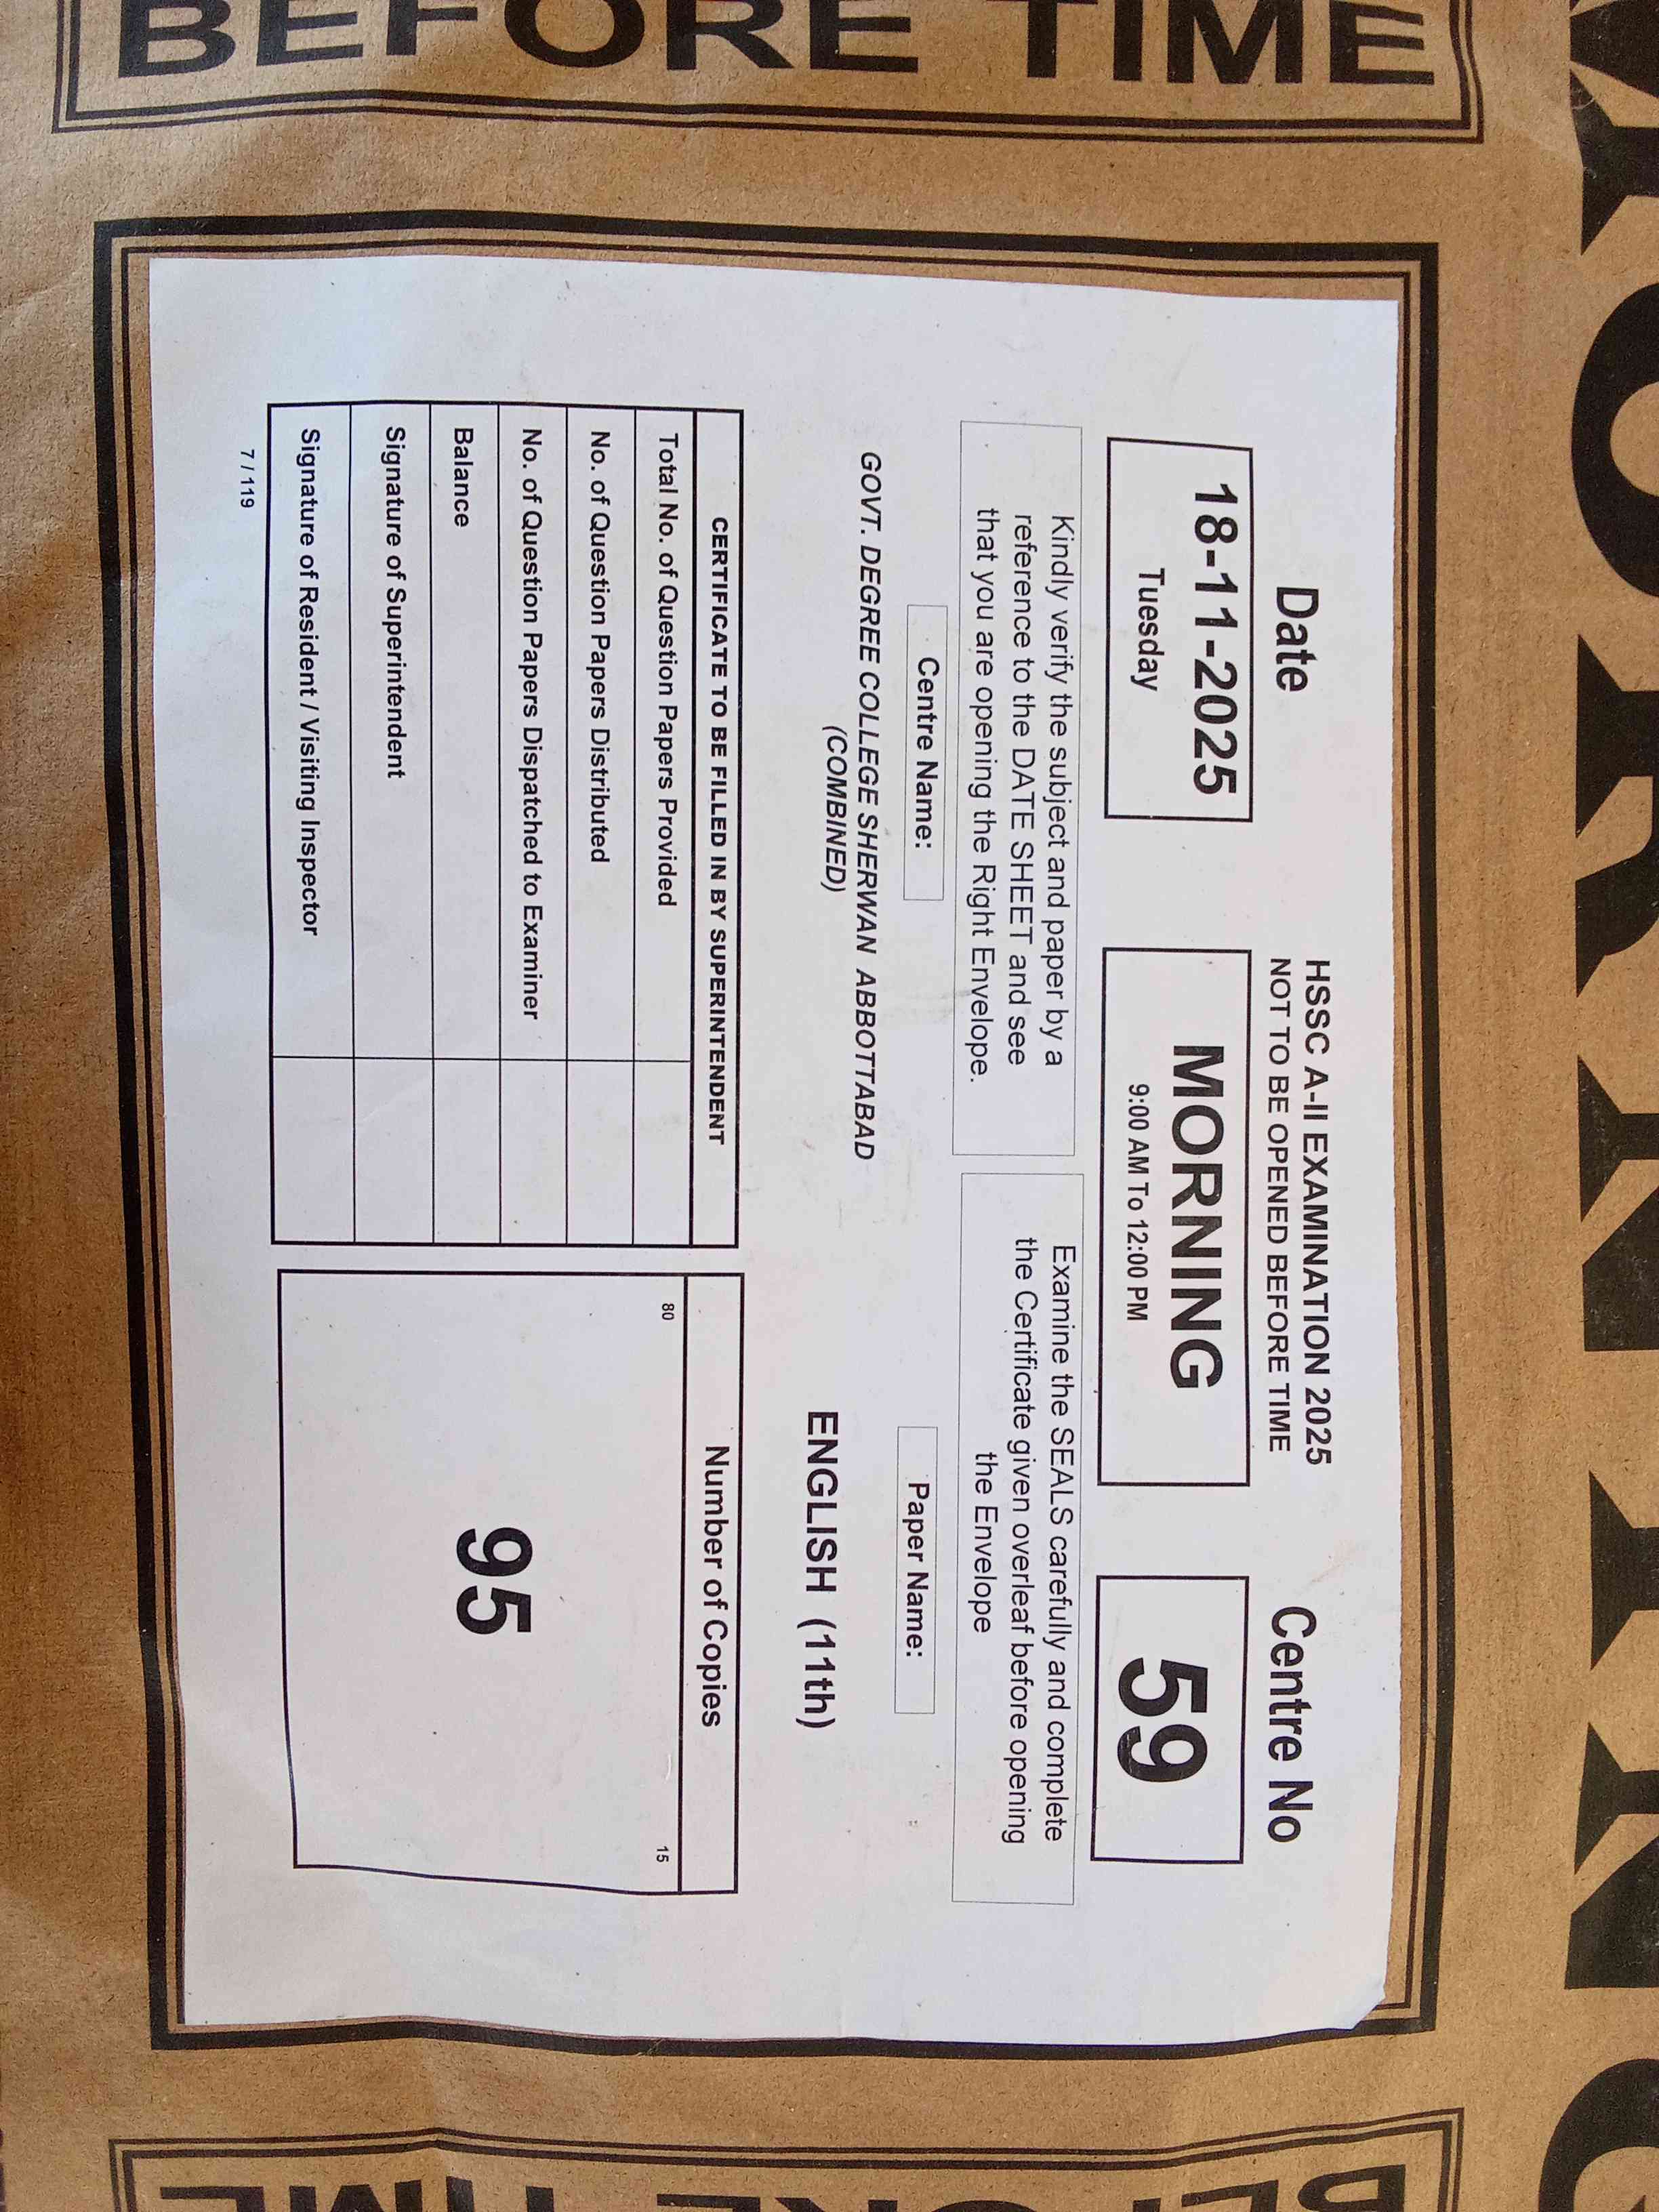 BEFORE TIME
MORNING
HSSC A-II EXAMINATION 2025
NOT TO BE OPENED BEFORE TIME
Date
18-11-2025
Tuesday
MORNING
9:00 AM To 12:00 PM
Centre No
59
Kindly verify the subject and paper by a
reference to the DATE SHEET and see
that you are opening the Right Envelope.
Examine the SEALS carefully and complete
the Certificate given overleaf before opening
the Envelope
Centre Name:
GOVT. DEGREE COLLEGE SHERWAN ABBOTTABAD
(COMBINED)
Paper Name:
ENGLISH (11th)
CERTIFICATE TO BE FILLED IN BY SUPERINTENDENT
Total No. of Question Papers Provided
No. of Question Papers Distributed
No. of Question Papers Dispatched to Examiner
Balance
Signature of Superintendent
Signature of Resident / Visiting Inspector
Number of Copies
80 15
95
7 / 119